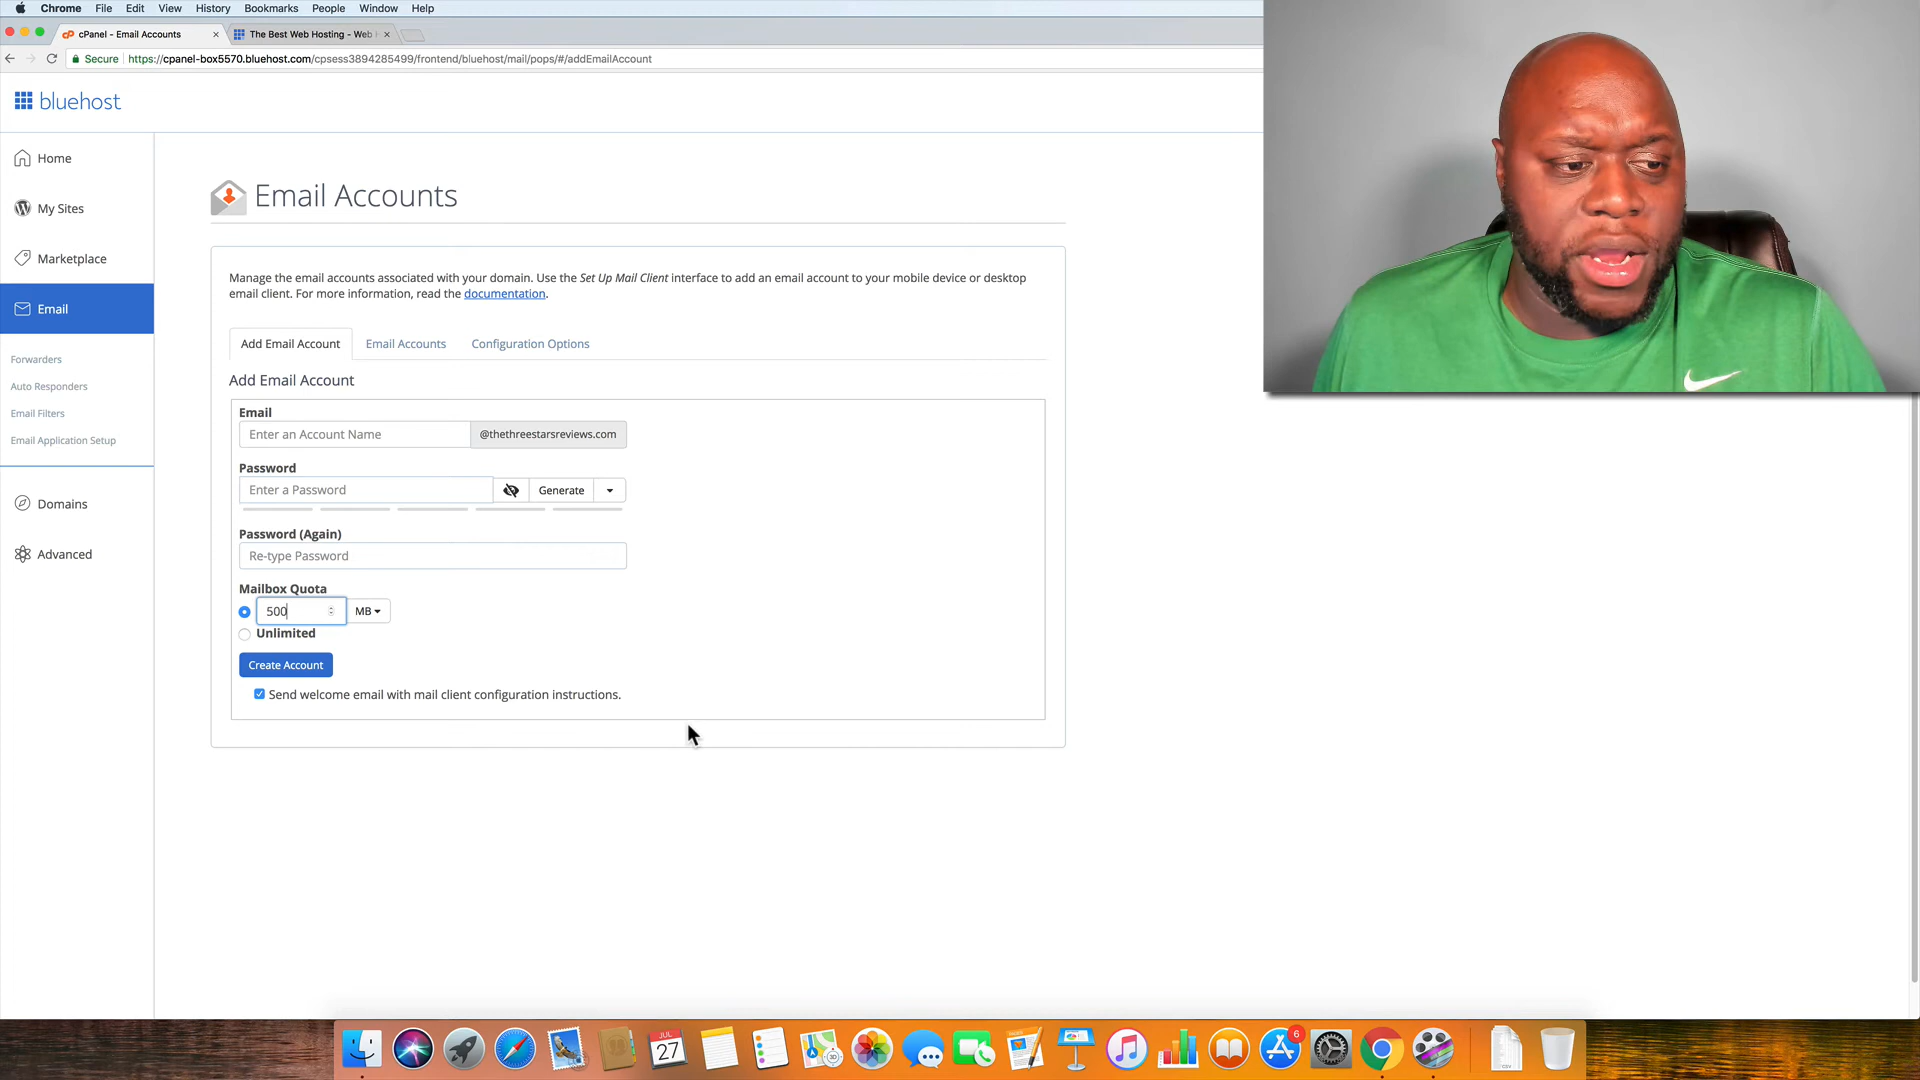 Chrome File Edit View History Bookmarks People Window Help
cPanel - Email Accounts
The Best Web Hosting - Web
Secure https://cpanel-box5570.bluehost.com/cpsess3894285499/frontend/bluehost/mail/pops/#/addEmailAccount
bluehost
Home
My Sites
Marketplace
Email
Forwarders
Auto Responders
Email Filters
Email Application Setup
Domains
Advanced
Email Accounts
Manage the email accounts associated with your domain. Use the Set Up Mail Client interface to add an email account to your mobile device or desktop
email client. For more information, read the documentation.
Add Email Account Email Accounts Configuration Options
Add Email Account
Email
Enter an Account Name @thethreestarsreviews.com
Password
Enter a Password Generate
Password (Again)
Re-type Password
Mailbox Quota
500 MB
Unlimited
Create Account
Send welcome email with mail client configuration instructions.
JUL
27
3D
6